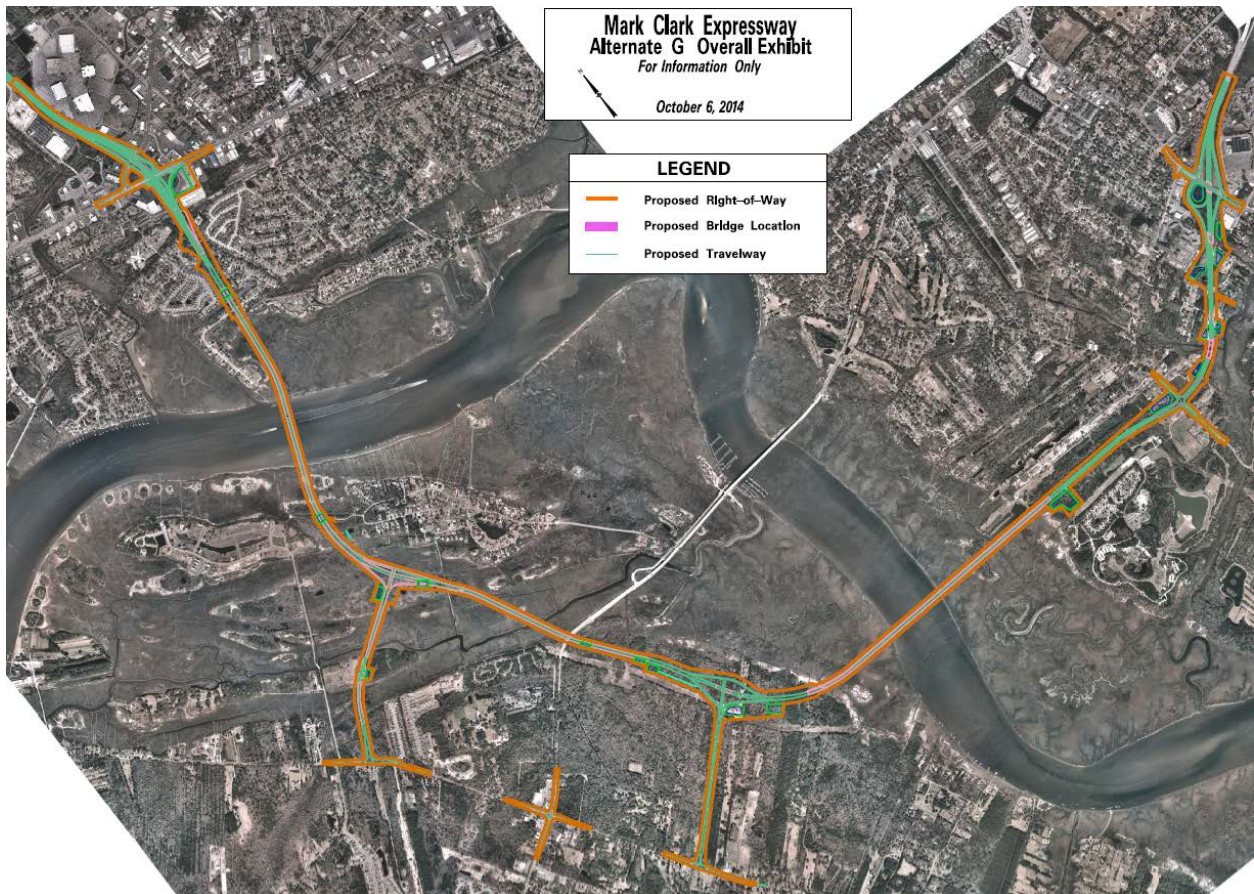 Mark Clark Expressway
Alternate G Overall Exhibit
For Information Only
October 6, 2014
LEGEND
Proposed Right-of-Way
Proposed Bridge Location
Proposed Travelway